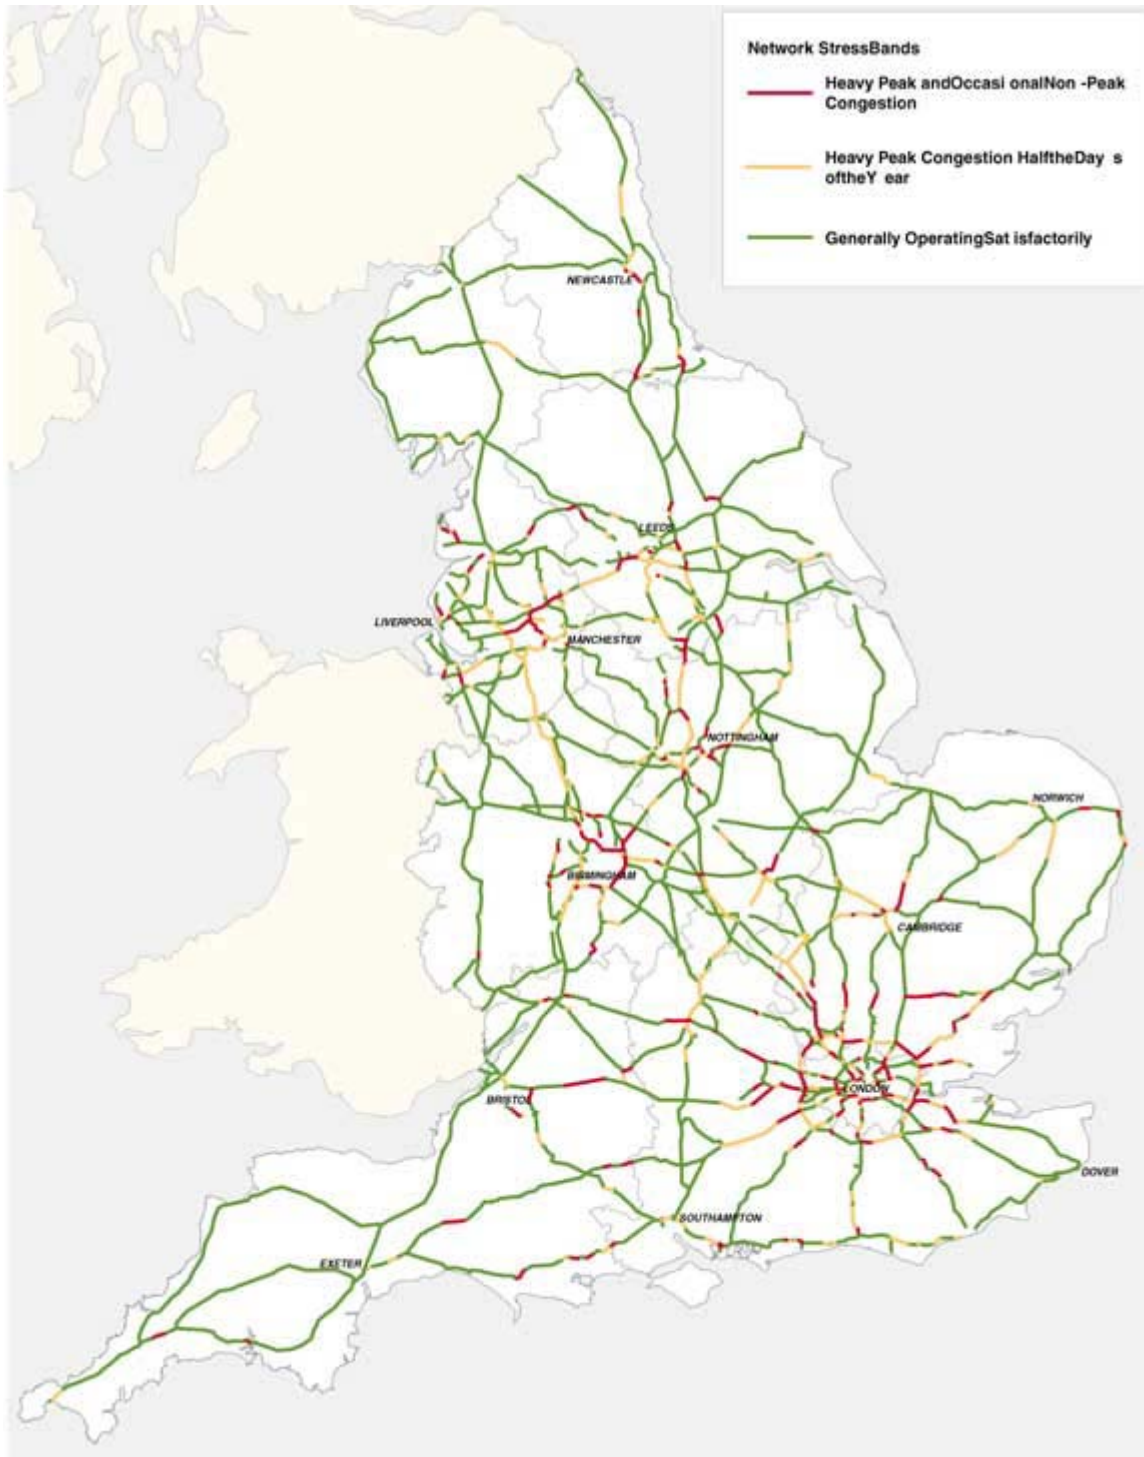 Network StressBands
Heavy Peak andOccasi onalNon -Peak
Congestion
Heavy Peak Congestion HalftheDay s
oftheY ear
Generally OperatingSat isfactorily
NEWCASTLE
LEEDS
LIVERPOOL
MANCHESTER
NOTTINGHAM
NORWICH
BIRMINGHAM
CAMBRIDGE
LONDON
BRISTOL
DOVER
SOUTHAMPTON
EXETER